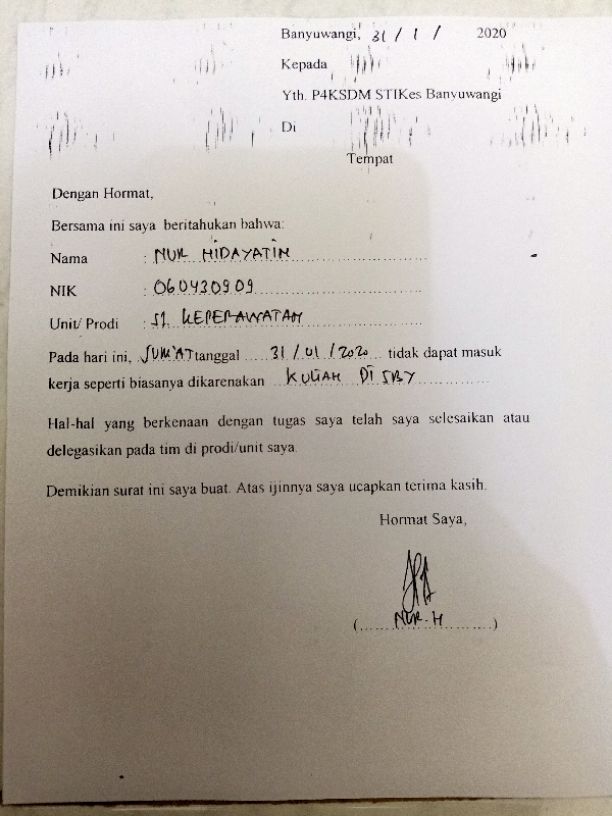 Banyuwangi, 31 / 1 / 2020
Kepada
Yth. P4KSDM STIKes Banyuwangi
Di
Tempat
Dengan Hormat,
Bersama ini saya beritahukan bahwa:
Nama : NUR HIDAYATIN
NIK : 060430909
Unit/ Prodi : S1 KEPERAWATAN
Pada hari ini, JUM'AT tanggal 31 / 01 / 2020 tidak dapat masuk
kerja seperti biasanya dikarenakan KULIAH DI SBY
Hal-hal yang berkenaan dengan tugas saya telah saya selesaikan atau
delegasikan pada tim di prodi/unit saya.
Demikian surat ini saya buat. Atas ijinnya saya ucapkan terima kasih.
Hormat Saya,
(NUR. H)